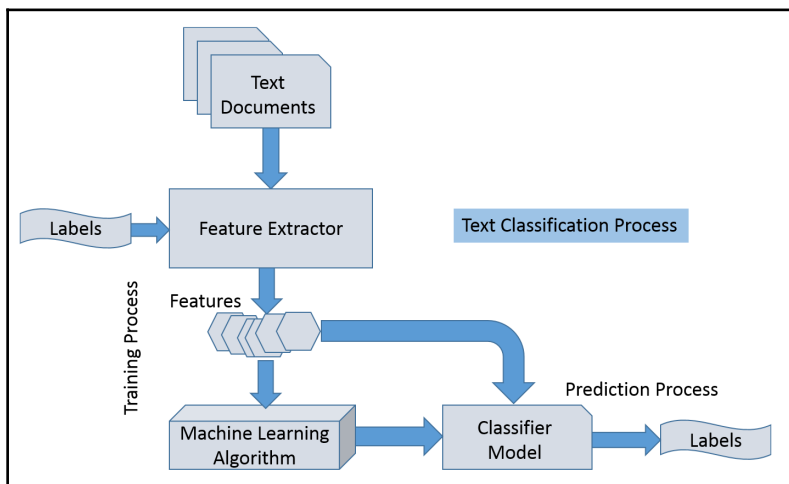 Text
Documents
Labels
Feature Extractor
Text Classification Process
Features
Training Process
Prediction Process
Machine Learning
Algorithm
Classifier
Model
Labels